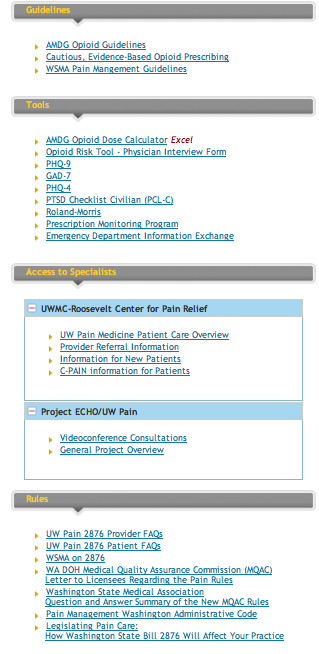 Guidelines
AMDG Opioid Guidelines
Cautious, Evidence-Based Opioid Prescribing
WSMA Pain Mangement Guidelines
Tools
AMDG Opioid Dose Calculator Excel
Opioid Risk Tool - Physician Interview Form
PHQ-9
GAD-7
PHQ-4
PTSD Checklist Civilian (PCL-C)
Roland-Morris
Prescription Monitoring Program
Emergency Department Information Exchange
Access to Specialists
UWMC-Roosevelt Center for Pain Relief
UW Pain Medicine Patient Care Overview
Provider Referral Information
Information for New Patients
C-PAIN information for Patients
Project ECHO/UW Pain
Videoconference Consultations
General Project Overview
Rules
UW Pain 2876 Provider FAQs
UW Pain 2876 Patient FAQs
WSMA on 2876
WA DOH Medical Quality Assurance Commission (MQAC)
Letter to Licensees Regarding the Pain Rules
Washington State Medical Association
Question and Answer Summary of the New MQAC Rules
Pain Management Washington Administrative Code
Legislating Pain Care:
How Washington State Bill 2876 Will Affect Your Practice